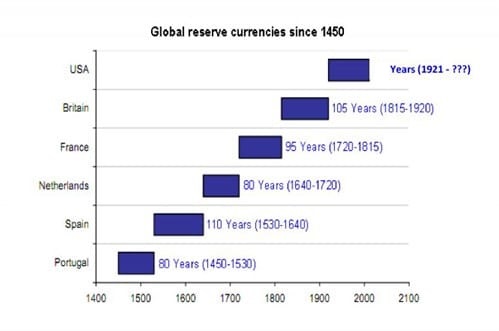 Global reserve currencies since 1450
USA
Years (1921 - ???)
Britain
105 Years (1815-1920)
France
95 Years (1720-1815)
Netherlands
80 Years (1640-1720)
Spain
110 Years (1530-1640)
Portugal
80 Years (1450-1530)
1400 1500 1600 1700 1800 1900 2000 2100